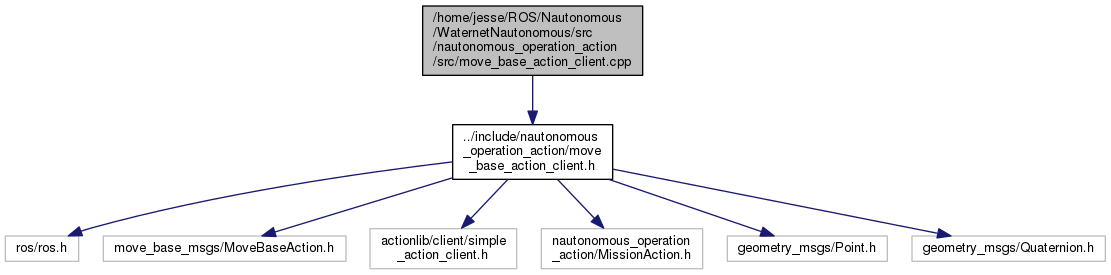 /home/jesse/ROS/Nautonomous
/WaternetNautonomous/src
/nautonomous_operation_action
/src/move_base_action_client.cpp
../include/nautonomous
_operation_action/move
_base_action_client.h
ros/ros.h
move_base_msgs/MoveBaseAction.h
actionlib/client/simple
_action_client.h
nautonomous_operation
_action/MissionAction.h
geometry_msgs/Point.h
geometry_msgs/Quaternion.h